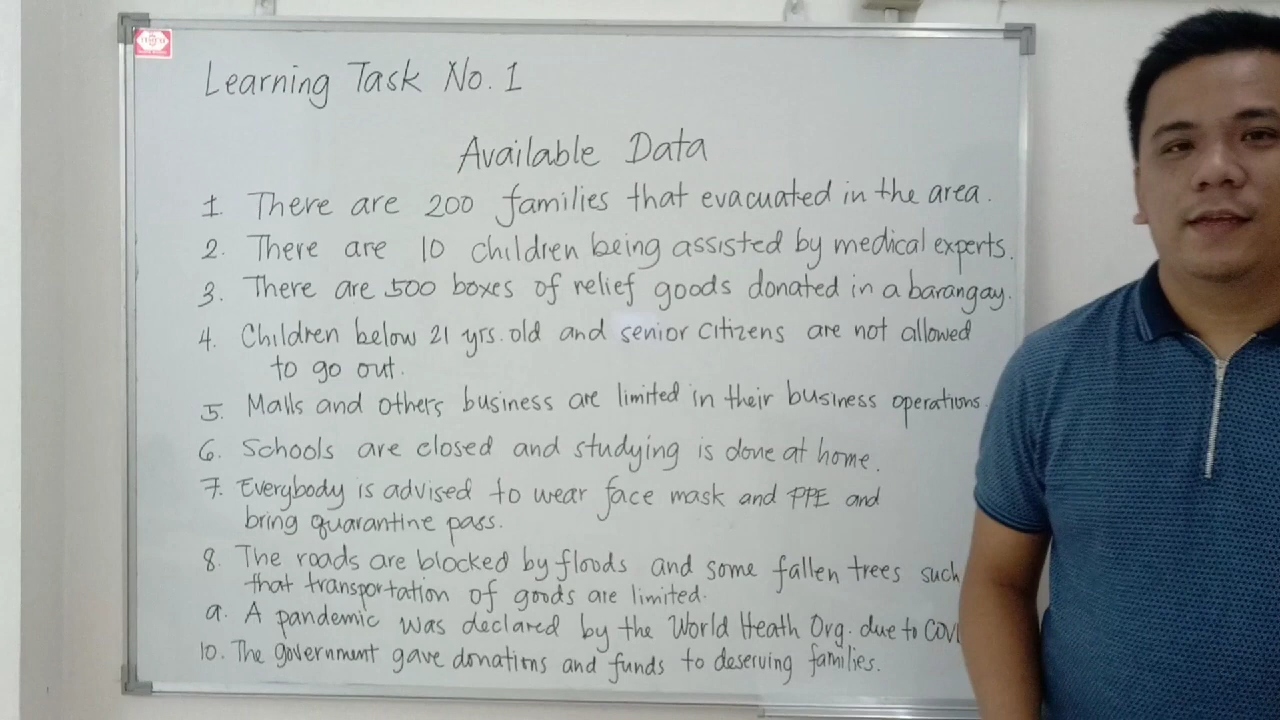 Learning Task No. 1
Available Data
1. There are 200 families that evacuated in the area.
2. There are 10 children being assisted by medical experts.
3. There are 500 boxes of relief goods donated in a barangay.
4. Children below 21 yrs. old and senior citizens are not allowed
to go out.
5. Malls and others business are limited in their business operations.
6. Schools are closed and studying is done at home.
7. Everybody is advised to wear face mask and PPE and
bring quarantine pass.
8. The roads are blocked by floods and some fallen trees such
that transportation of goods are limited.
9. A pandemic was declared by the World Heath Org. due to COVI
10. The government gave donations and funds to deserving families.